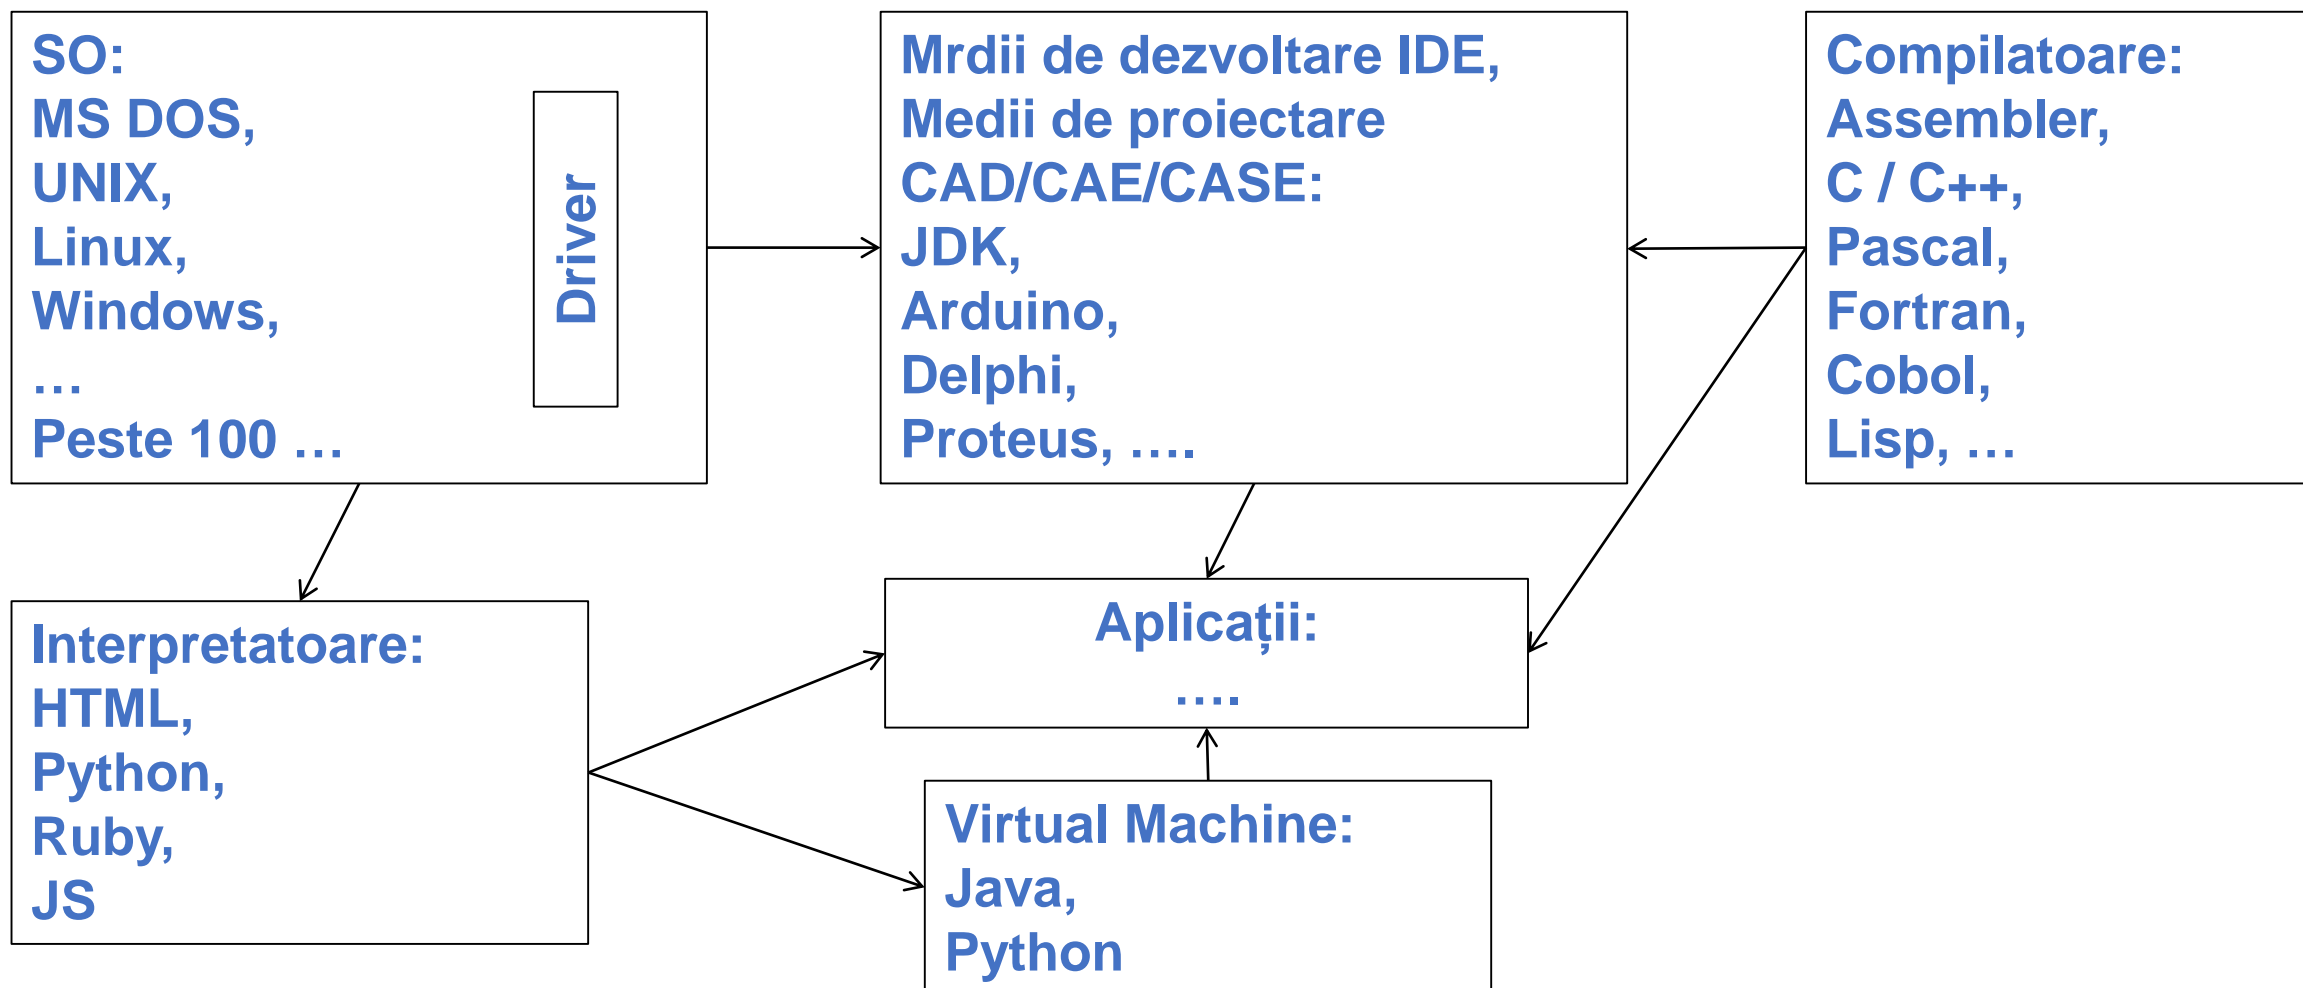 SO:
MS DOS,
UNIX,
Linux,
Windows,
…
Peste 100 …
Driver
Mrdii de dezvoltare IDE,
Medii de proiectare
CAD/CAE/CASE:
JDK,
Arduino,
Delphi,
Proteus, ….
Compilatoare:
Assembler,
C / C++,
Pascal,
Fortran,
Cobol,
Lisp, …
Interpretatoare:
HTML,
Python,
Ruby,
JS
Aplicații:
….
Virtual Machine:
Java,
Python